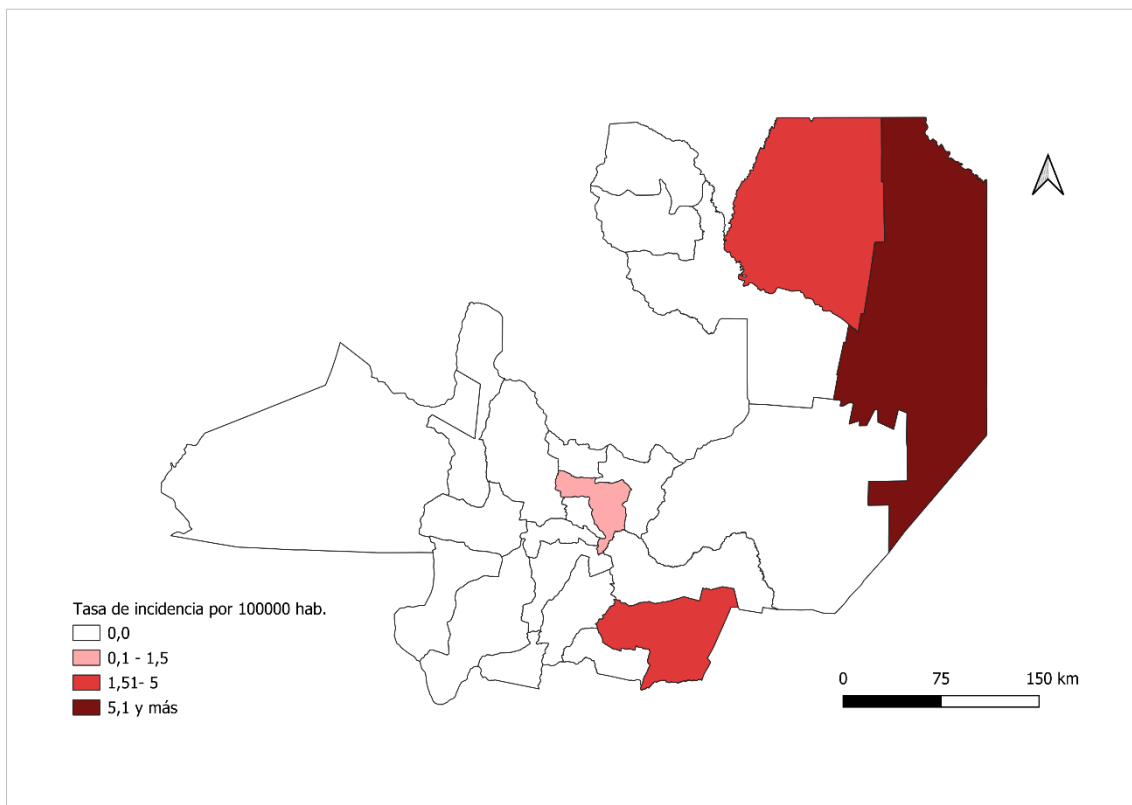 Tasa de incidencia por 100000 hab.
0,0
0,1 - 1,5
1,51- 5
5,1 y más
0 75 150 km